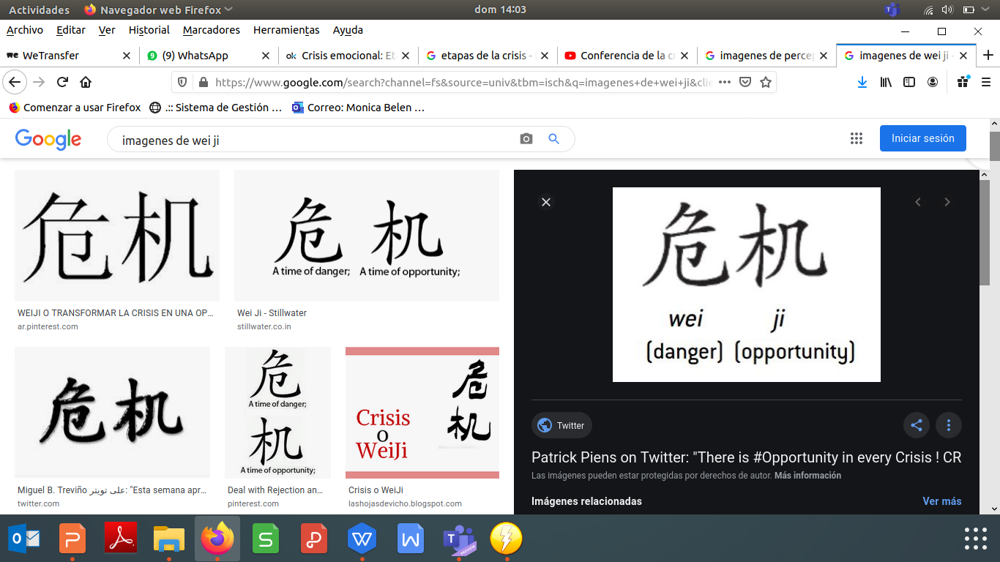 Actividades Navegador web Firefox dom 14:03
Archivo Editar Ver Historial Marcadores Herramientas Ayuda
WeTransfer (9) WhatsApp Crisis emocional: Et etapas de la crisis - Conferencia de la cr imagenes de percep imagenes de wei ji -
https://www.google.com/search?channel=fs&source=univ&tbm=isch&q=imagenes+de+wei+ji&clie
Comenzar a usar Firefox .:: Sistema de Gestión … Correo: Monica Belen …
Google imagenes de wei ji Iniciar sesión
危机
WEIJI O TRANSFORMAR LA CRISIS EN UNA OP...
ar.pinterest.com
危 机
A time of danger; A time of opportunity;
Wei Ji - Stillwater
stillwater.co.in
危机
Miguel B. Treviño على تويتر: "Esta semana apr...
twitter.com
危
A time of danger;
机
A time of opportunity;
Deal with Rejection an...
pinterest.com
危
机
Crisis
o
WeiJi
Crisis o WeiJi
lashojasdevicho.blogspot.com
危机
wei ji
(danger) (opportunity)
Twitter
Patrick Piens on Twitter: "There is #Opportunity in every Crisis ! CR
Las imágenes pueden estar protegidas por derechos de autor. Más información
Imágenes relacionadas Ver más